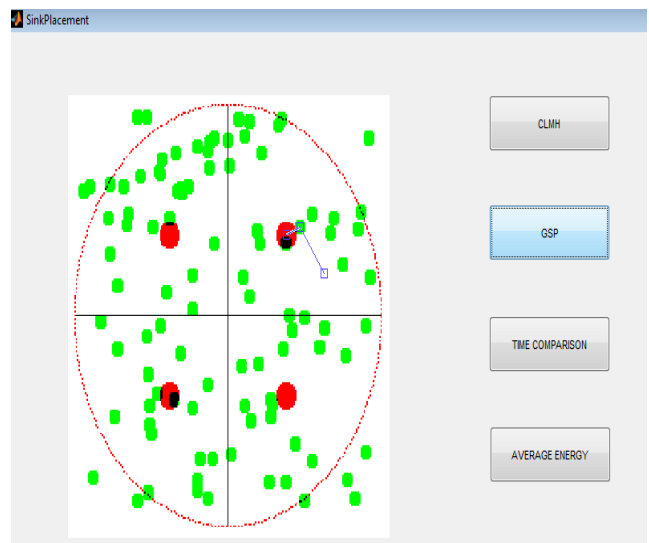 SinkPlacement
CLMH
GSP
TIME COMPARISON
AVERAGE ENERGY